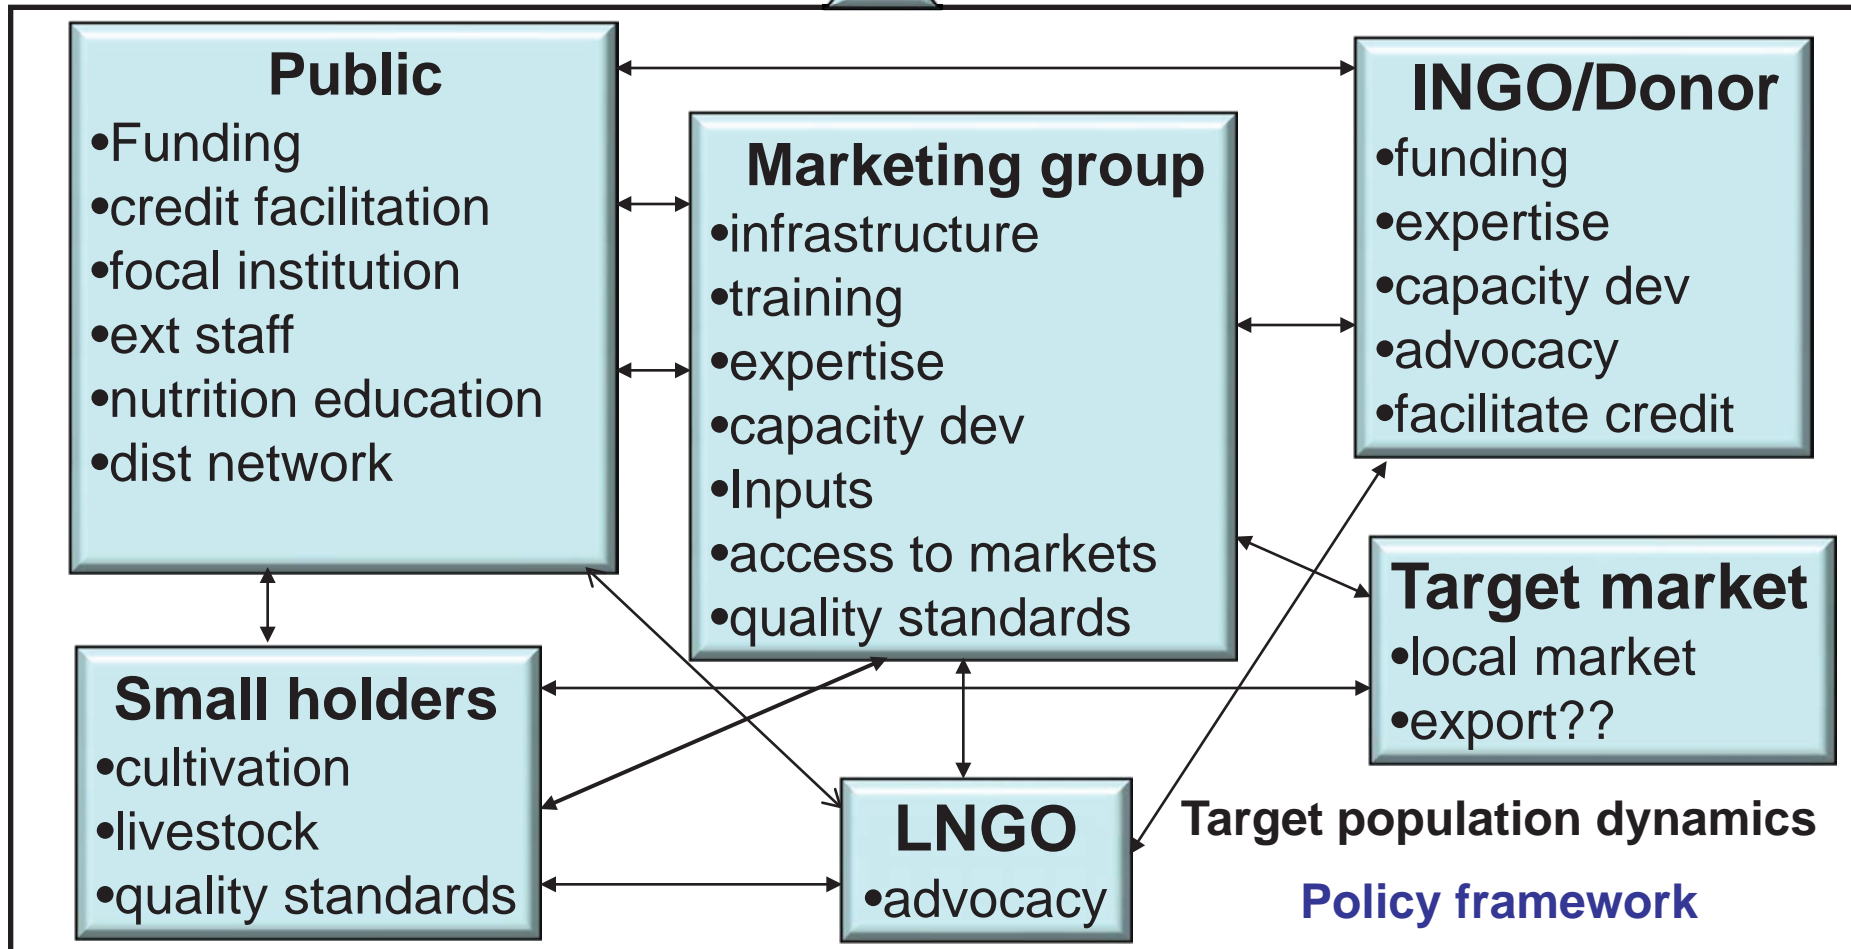 Public
•Funding
•credit facilitation
•focal institution
•ext staff
•nutrition education
•dist network
Marketing group
•infrastructure
•training
•expertise
•capacity dev
•Inputs
•access to markets
•quality standards
INGO/Donor
•funding
•expertise
•capacity dev
•advocacy
•facilitate credit
Target market
•local market
•export??
Small holders
•cultivation
•livestock
•quality standards
LNGO
•advocacy
Target population dynamics
Policy framework